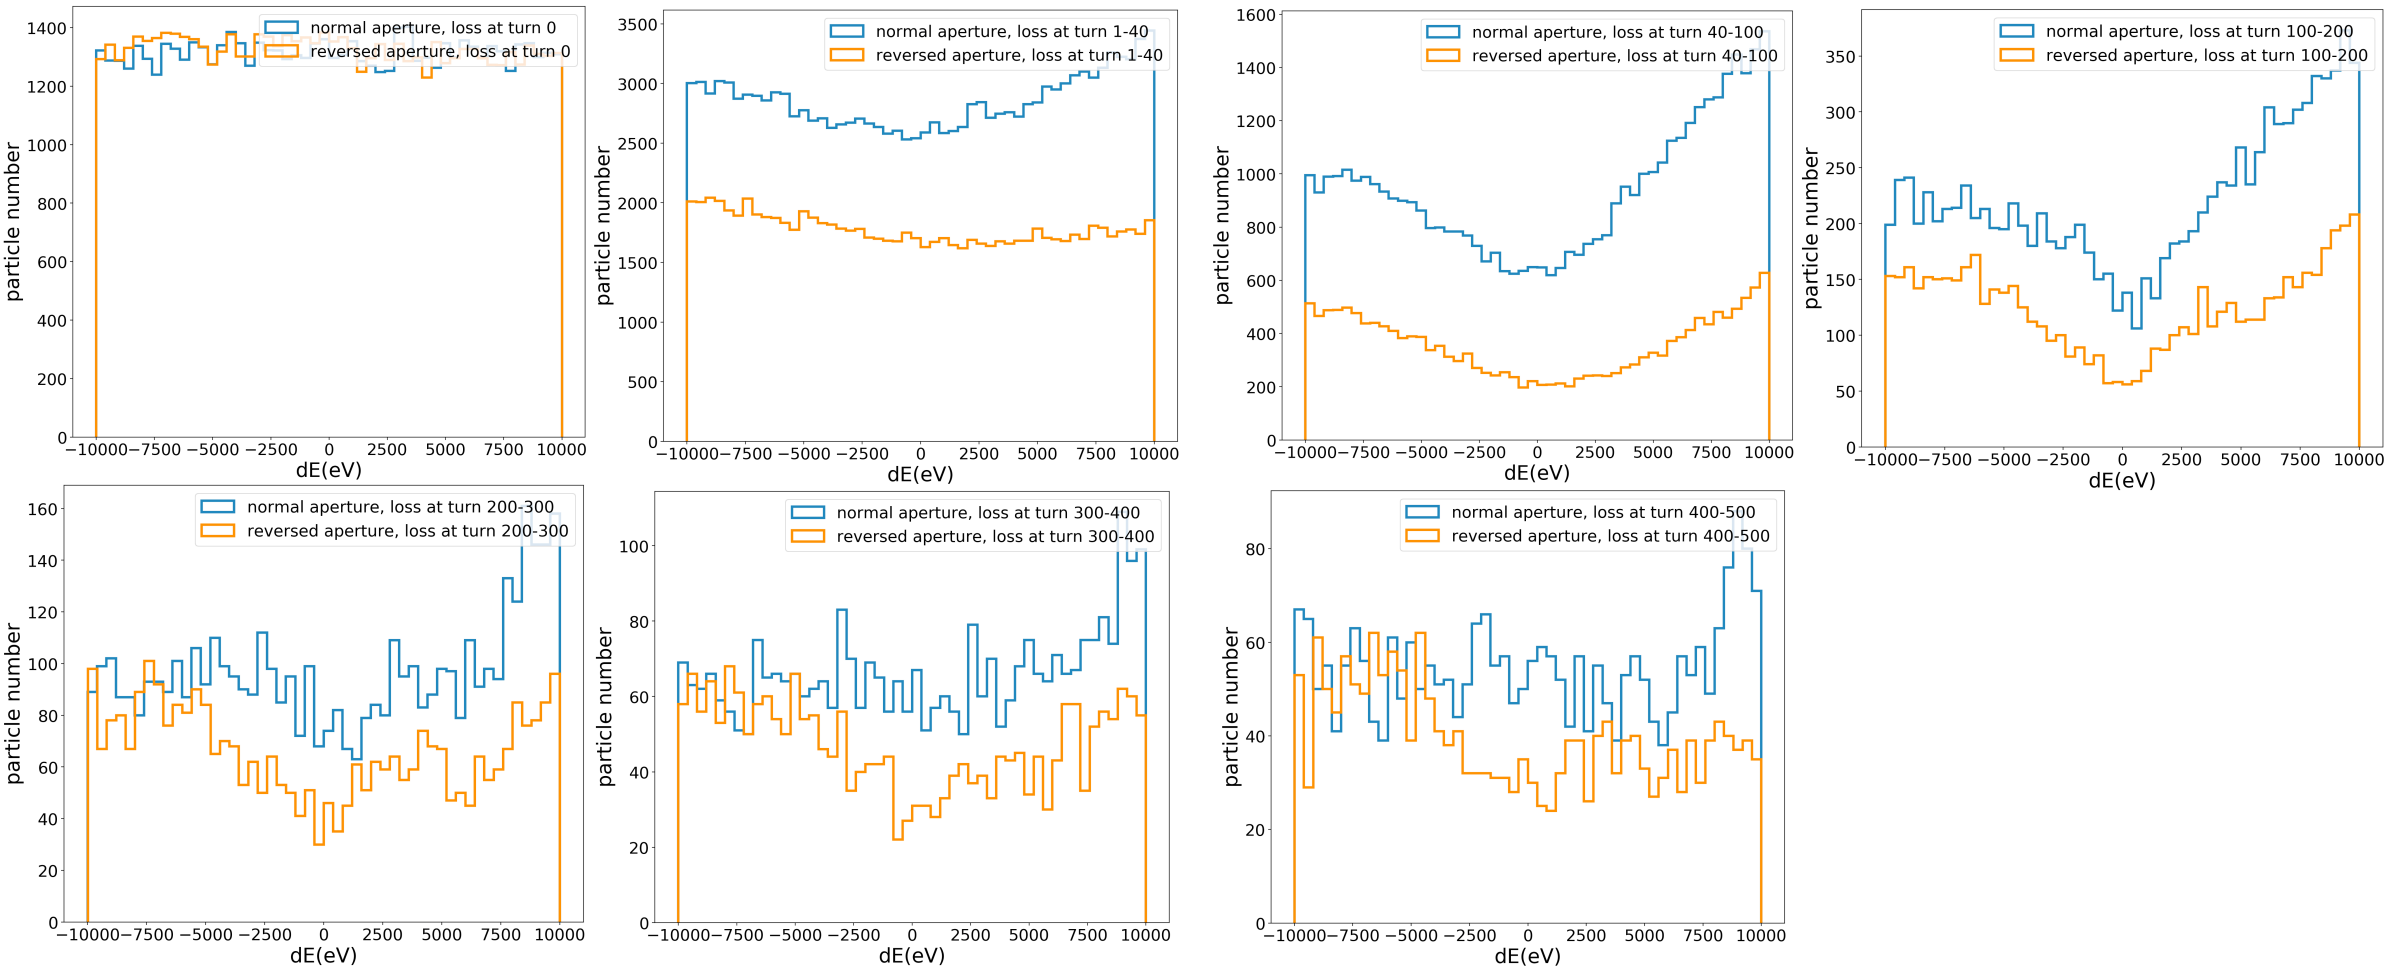 1400
1200
1000
800
600
400
200
0
particle number
normal aperture, loss at turn 0
reversed aperture, loss at turn 0
−10000 −7500 −5000 −2500 0 2500 5000 7500 10000
dE(eV)
3500
3000
2500
2000
1500
1000
500
0
particle number
normal aperture, loss at turn 1-40
reversed aperture, loss at turn 1-40
−10000 −7500 −5000 −2500 0 2500 5000 7500 10000
dE(eV)
1600
1400
1200
1000
800
600
400
200
0
particle number
normal aperture, loss at turn 40-100
reversed aperture, loss at turn 40-100
−10000 −7500 −5000 −2500 0 2500 5000 7500 10000
dE(eV)
350
300
250
200
150
100
50
0
particle number
normal aperture, loss at turn 100-200
reversed aperture, loss at turn 100-200
−10000 −7500 −5000 −2500 0 2500 5000 7500 10000
dE(eV)
160
140
120
100
80
60
40
20
0
particle number
normal aperture, loss at turn 200-300
reversed aperture, loss at turn 200-300
−10000 −7500 −5000 −2500 0 2500 5000 7500 10000
dE(eV)
100
80
60
40
20
0
particle number
normal aperture, loss at turn 300-400
reversed aperture, loss at turn 300-400
−10000 −7500 −5000 −2500 0 2500 5000 7500 10000
dE(eV)
80
60
40
20
0
particle number
normal aperture, loss at turn 400-500
reversed aperture, loss at turn 400-500
−10000 −7500 −5000 −2500 0 2500 5000 7500 10000
dE(eV)